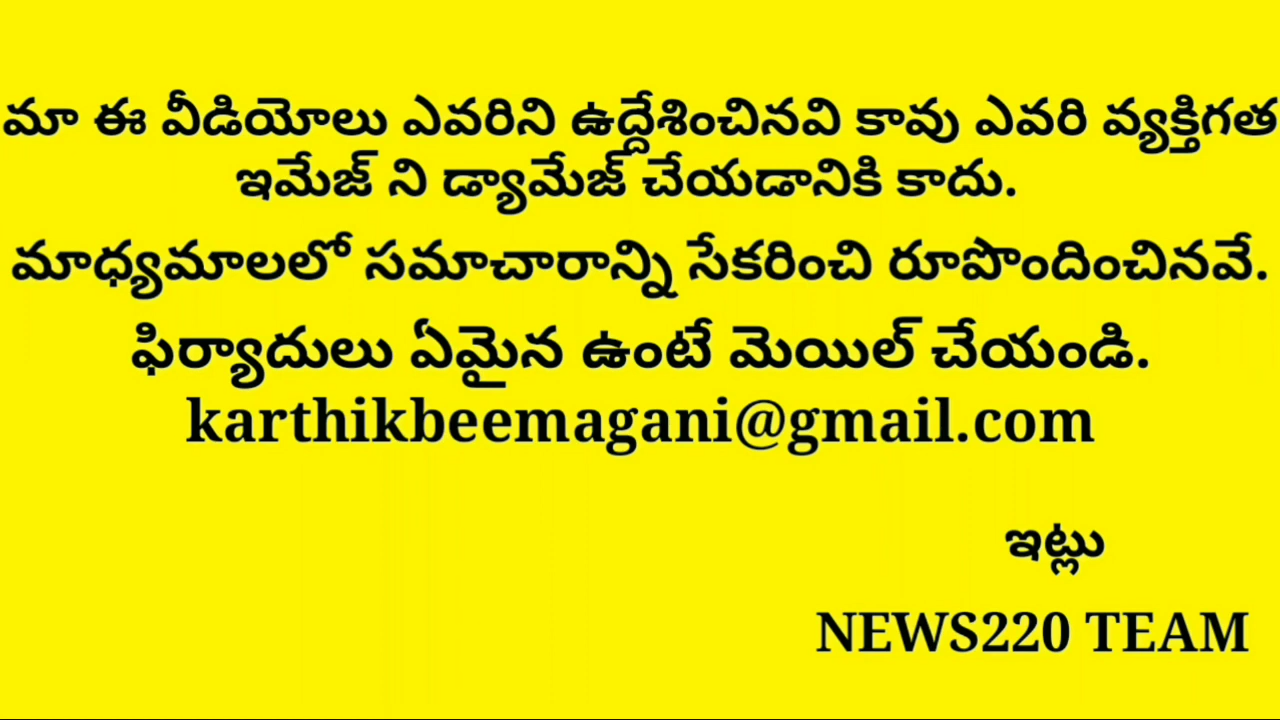 మా ఈ వీడియోలు ఎవరిని ఉద్దేశించినవి కావు ఎవరి వ్యక్తిగత
ఇమేజ్ ని డ్యామేజ్ చేయడానికి కాదు.
మాధ్యమాలలో సమాచారాన్ని సేకరించి రూపొందించినవే.
ఫిర్యాదులు ఏమైన ఉంటే మెయిల్ చేయండి.
karthikbeemagani@gmail.com
ఇట్లు
NEWS220 TEAM